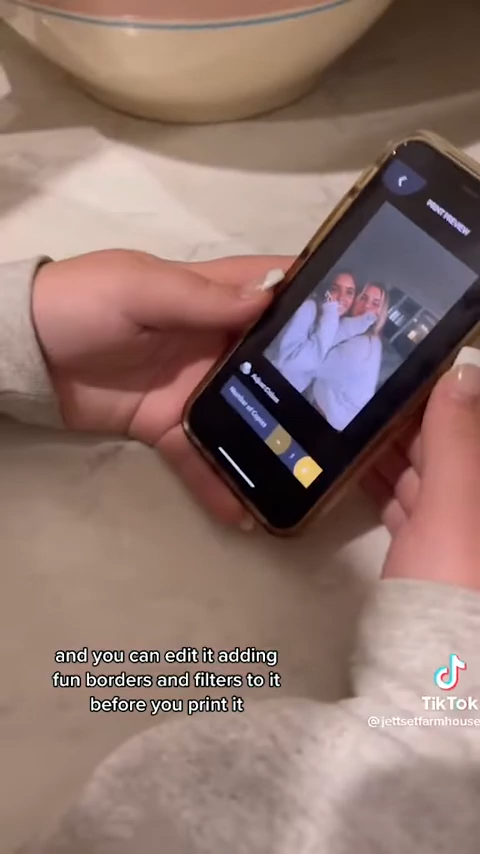 PRINT PREVIEW
Adjust Colors
Number of Copies
and you can edit it adding
fun borders and filters to it
before you print it
TikTok
@jettsetfarmhouse